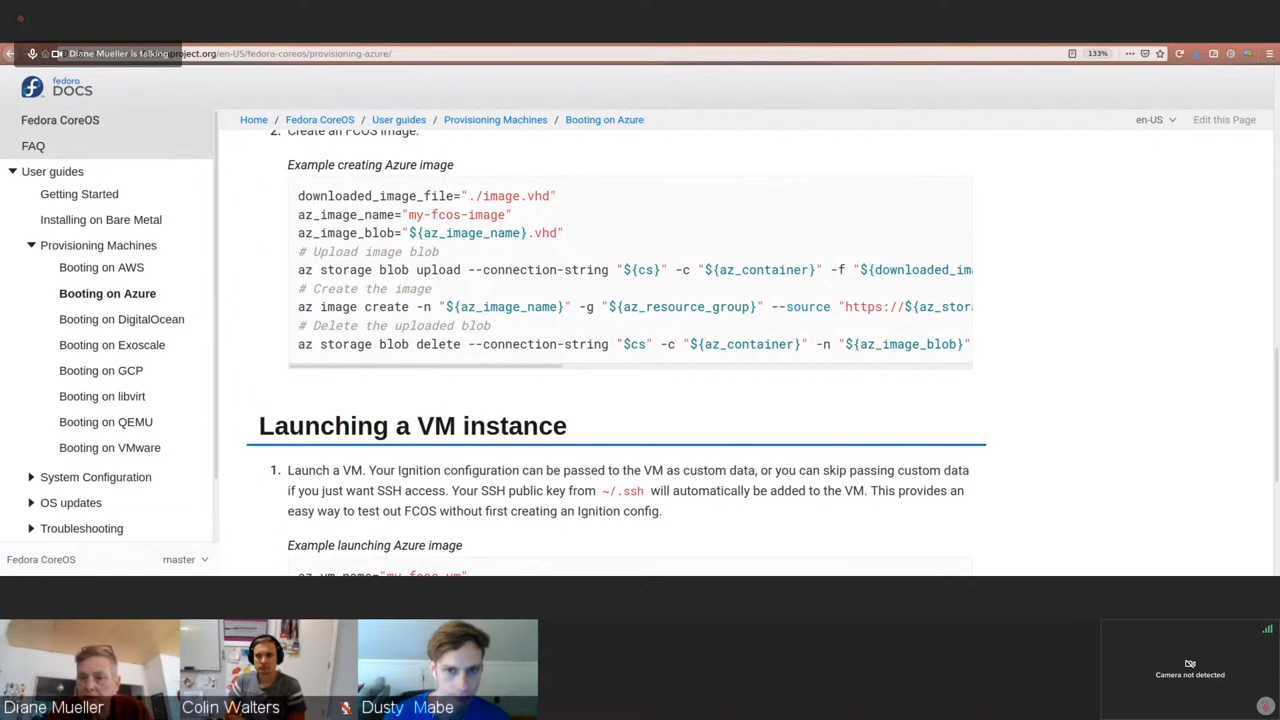 Diane Mueller is talking
project.org/en-US/fedora-coreos/provisioning-azure/
133%
fedora
DOCS
Fedora CoreOS
FAQ
User guides
Getting Started
Installing on Bare Metal
Provisioning Machines
Booting on AWS
Booting on Azure
Booting on DigitalOcean
Booting on Exoscale
Booting on GCP
Booting on libvirt
Booting on QEMU
Booting on VMware
System Configuration
OS updates
Troubleshooting
Fedora CoreOS
master
Home
Fedora CoreOS
User guides
Provisioning Machines
Booting on Azure
en-US
Edit this Page
2. Create an FCOS image.
Example creating Azure image
downloaded_image_file="./image.vhd"
az_image_name="my-fcos-image"
az_image_blob="${az_image_name}.vhd"
# Upload image blob
az storage blob upload --connection-string "${cs}" -c "${az_container}" -f "${downloaded_ima
# Create the image
az image create -n "${az_image_name}" -g "${az_resource_group}" --source "https://${az_stor
# Delete the uploaded blob
az storage blob delete --connection-string "$cs" -c "${az_container}" -n "${az_image_blob}"
Launching a VM instance
1. Launch a VM. Your Ignition configuration can be passed to the VM as custom data, or you can skip passing custom data
if you just want SSH access. Your SSH public key from ~/.ssh will automatically be added to the VM. This provides an
easy way to test out FCOS without first creating an Ignition config.
Example launching Azure image
az_vm_name="my-fcos-vm"
Diane Mueller
Colin Walters
Dusty Mabe
Camera not detected